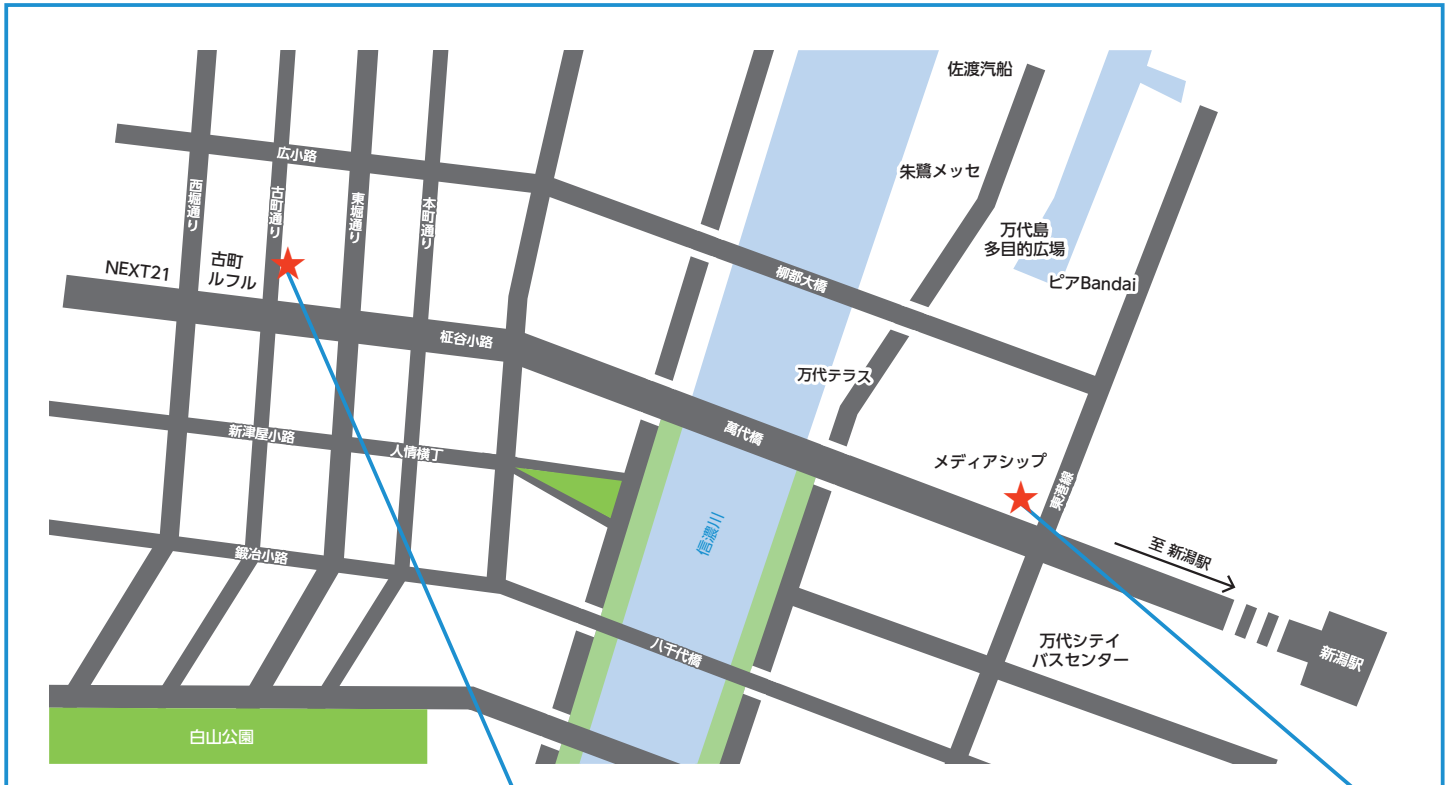 佐渡汽船
広小路
朱鷺メッセ
西堀通り
古町通り
東堀通り
本町通り
万代島
多目的広場
NEXT21
古町
ルフル
柳都大橋
ピアBandai
柾谷小路
万代テラス
新津屋小路
人情横丁
萬代橋
メディアシップ
東港線
信濃川
至 新潟駅
鍛冶小路
八千代橋
万代シテイ
バスセンター
新潟駅
白山公園